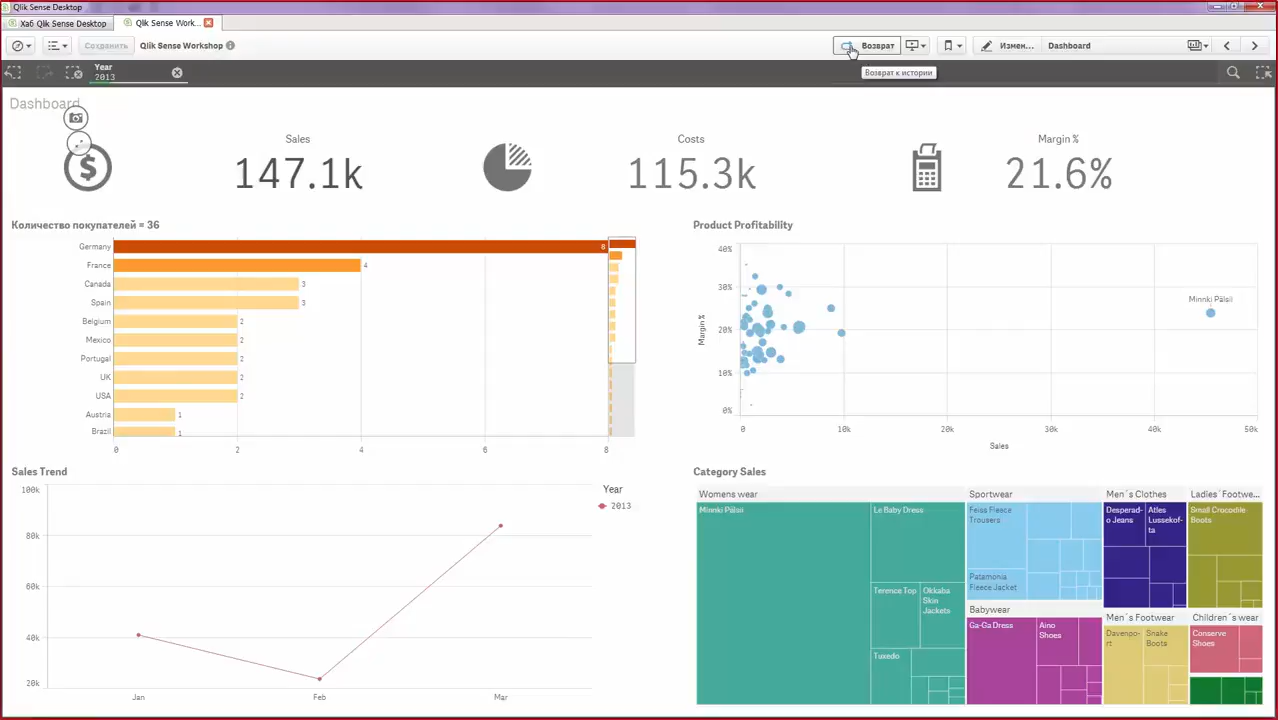 Qlik Sense Desktop
Хаб Qlik Sense Desktop
Qlik Sense Work...
Сохранить
Qlik Sense Workshop
Возврат
Измен...
Dashboard
Year
2013
Возврат к истории
Dashboard
Sales
147.1k
Costs
115.3k
Margin %
21.6%
Количество покупателей = 36
Germany 8
France 4
Canada 3
Spain 3
Belgium 2
Mexico 2
Portugal 2
UK 2
USA 2
Austria 1
Brazil 1
0 2 4 6 8
Product Profitability
Margin %
40%
30%
20%
10%
0%
Minnki Pälsii
0 10k 20k 30k 40k 50k
Sales
Sales Trend
100k
80k
60k
40k
20k
Jan Feb Mar
Year
2013
Category Sales
Womens wear
Minnki Pälsii
Le Baby Dress
Terence Top
Okkaba
Skin
Jackets
Tuxedo
Sportwear
Feiss Fleece
Trousers
Patamonia
Fleece Jacket
Babywear
Ga-Ga Dress
Aino
Shoes
Men´s Clothes
Desperad-
o Jeans
Atles
Lussekof-
ta
Ladies´Footwe...
Small Crocodile
Boots
Men´s Footwear
Davenpo-
rt
Snake
Boots
Children´s wear
Conserve
Shoes